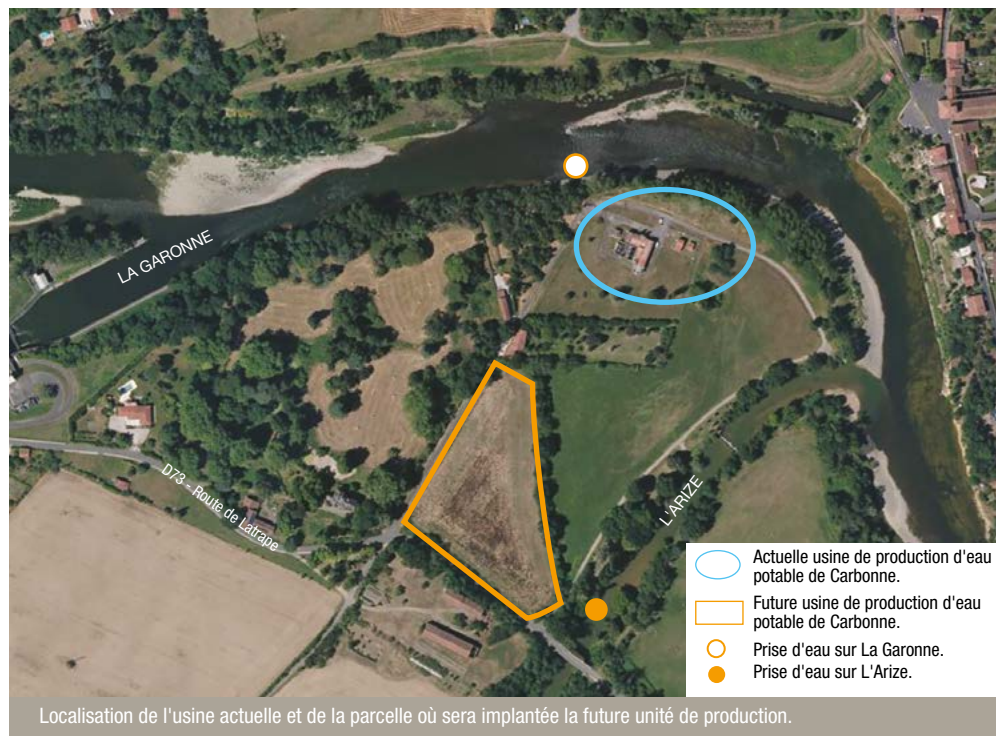 LA GARONNE
D73 - Route de Latrape
L'ARIZE
Actuelle usine de production d'eau
potable de Carbonne.
Future usine de production d'eau
potable de Carbonne.
Prise d'eau sur La Garonne.
Prise d'eau sur L'Arize.
Localisation de l'usine actuelle et de la parcelle où sera implantée la future unité de production.